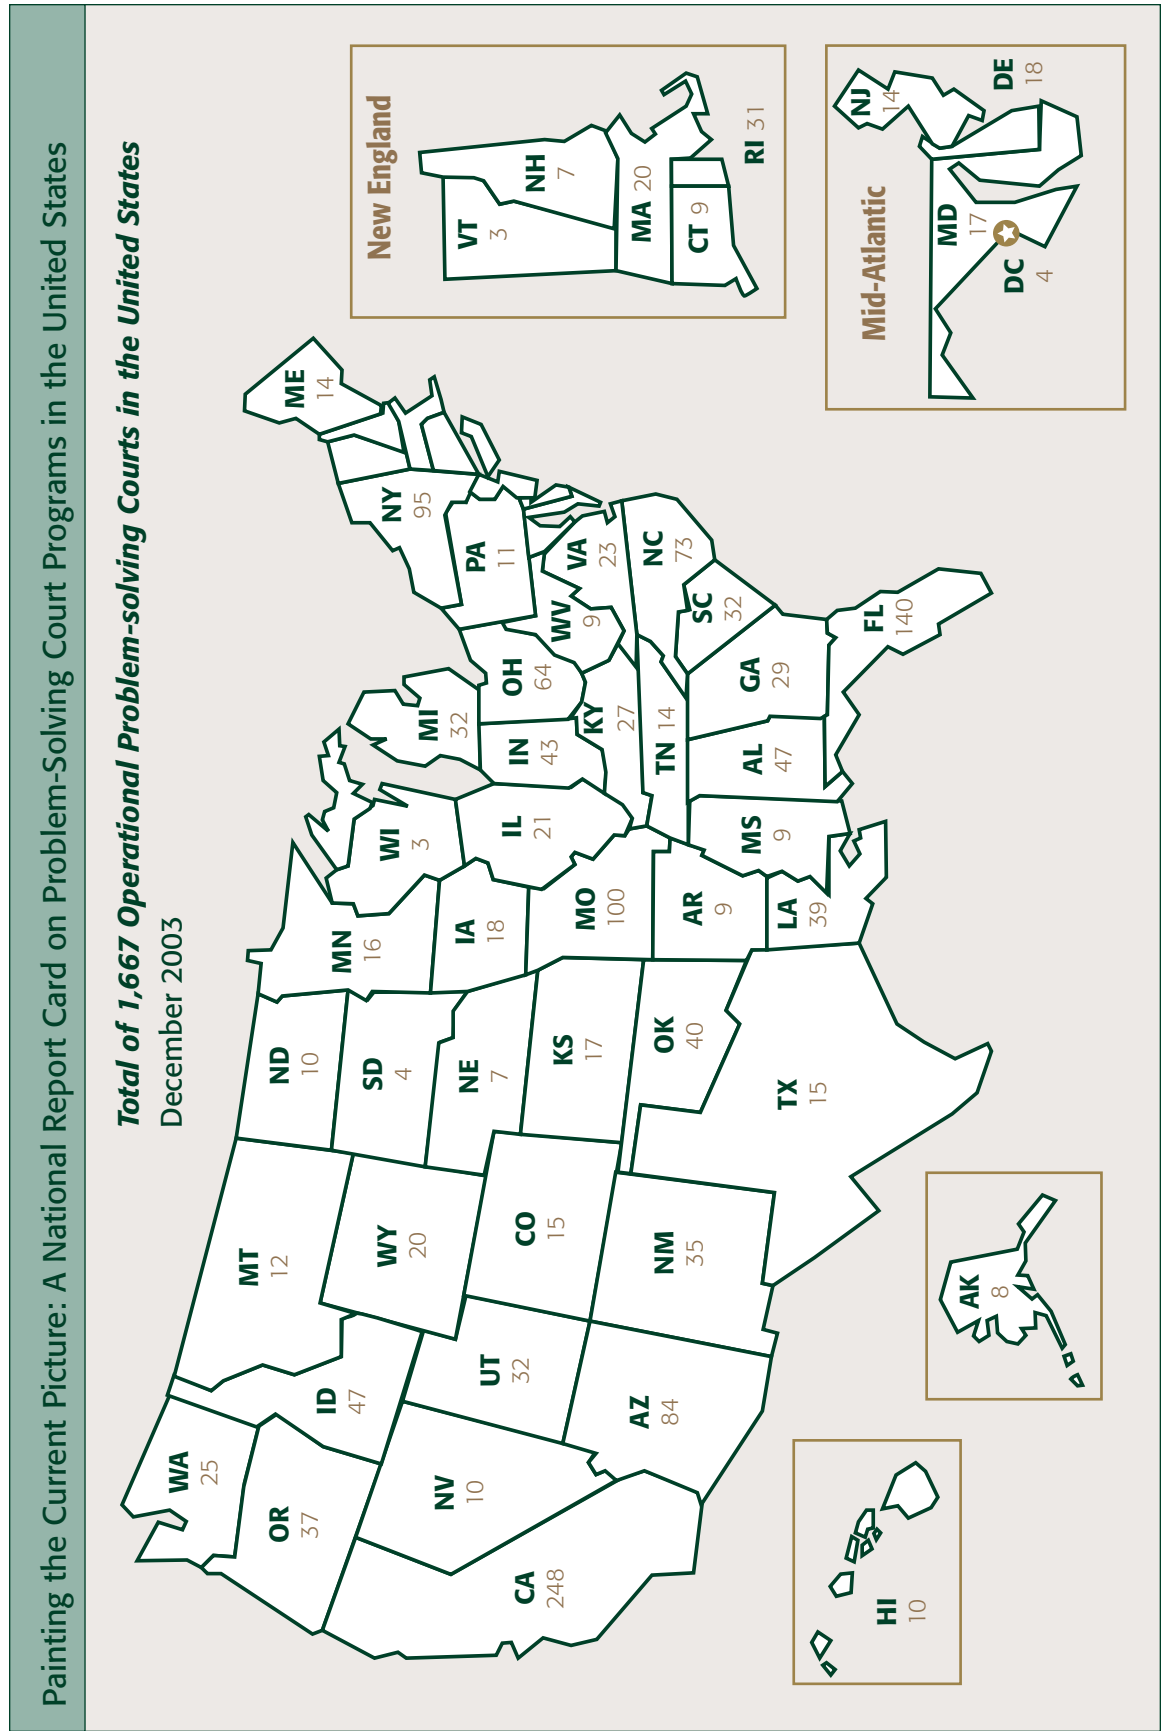 Painting the Current Picture: A National Report Card on Problem-Solving Court Programs in the United States
Total of 1,667 Operational Problem-solving Courts in the United States
December 2003
WA
25
OR
37
CA
248
NV
10
ID
47
MT
12
WY
20
UT
32
AZ
84
CO
15
NM
35
ND
10
SD
4
NE
7
KS
17
OK
40
TX
15
MN
16
IA
18
MO
100
AR
9
LA
39
WI
3
IL
21
MS
9
MI
32
IN
43
OH
64
KY
27
TN 14
AL
47
GA
29
FL
140
SC
32
NC
73
VA
23
WV
9
PA
11
NY
95
ME
14
New England
VT
3
NH
7
MA 20
CT 9
RI 31
Mid-Atlantic
NJ
14
DE
18
MD
17
DC
4
AK
8
HI
10